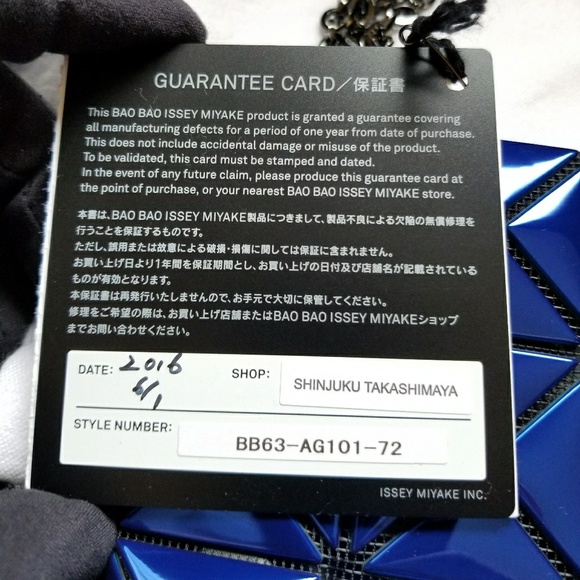 GUARANTEE CARD/保証書
This BAO BAO ISSEY MIYAKE product is granted a guarantee covering
all manufacturing defects for a period of one year from date of purchase.
This does not include accidental damage or misuse of the product.
To be validated, this card must be stamped and dated.
In the event of any future claim, please produce this guarantee card at
the point of purchase, or your nearest BAO BAO ISSEY MIYAKE store.
本書は、BAO BAO ISSEY MIYAKE製品につきまして、製品不良による欠陥の無償修理を
行うことを保証するものです。
ただし、誤用または故意による破損・損傷に関しては保証に含まれません。
お買い上げ日より1年間を保証期間とし、お買い上げの日付及び店舗名が記載されている
ものが有効となります。
本保証書は再発行いたしませんので、お手元で大切に保管してください。
修理をご希望の際は、お買い上げ店舗またはBAO BAO ISSEY MIYAKEショップ
までお問い合わせください。
DATE: 2016 6/1 SHOP: SHINJUKU TAKASHIMAYA
STYLE NUMBER: BB63-AG101-72
ISSEY MIYAKE INC.